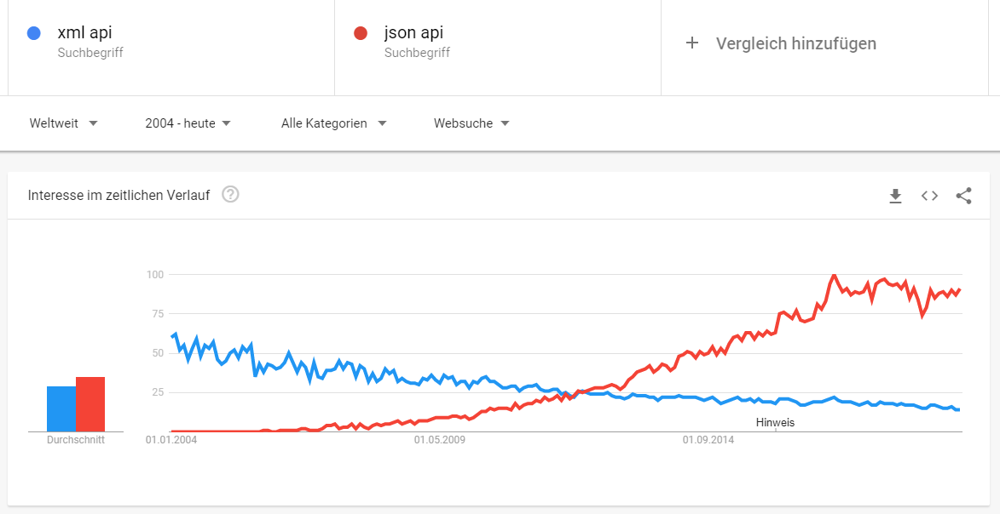 xml api
Suchbegriff
json api
Suchbegriff
+ Vergleich hinzufügen
Weltweit
2004 - heute
Alle Kategorien
Websuche
Interesse im zeitlichen Verlauf ?
100
75
50
25
Hinweis
Durchschnitt
01.01.2004
01.05.2009
01.09.2014